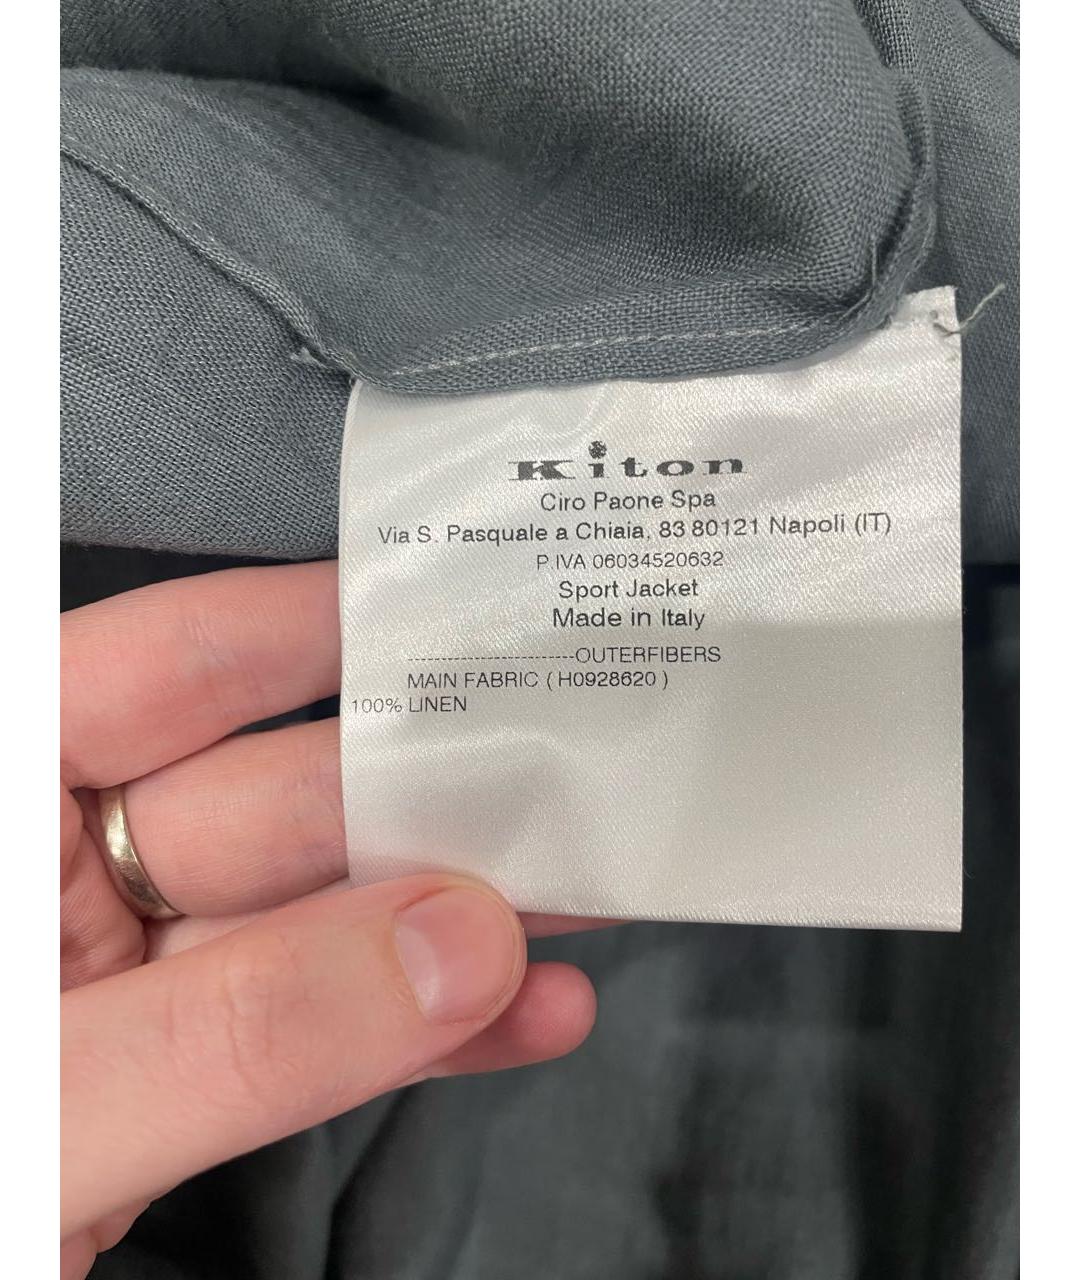 Kiton
Ciro Paone Spa
Via S. Pasquale a Chiaia, 83 80121 Napoli (IT)
P.IVA 06034520632
Sport Jacket
Made in Italy
-------------------------OUTERFIBERS
MAIN FABRIC ( H0928620 )
100% LINEN